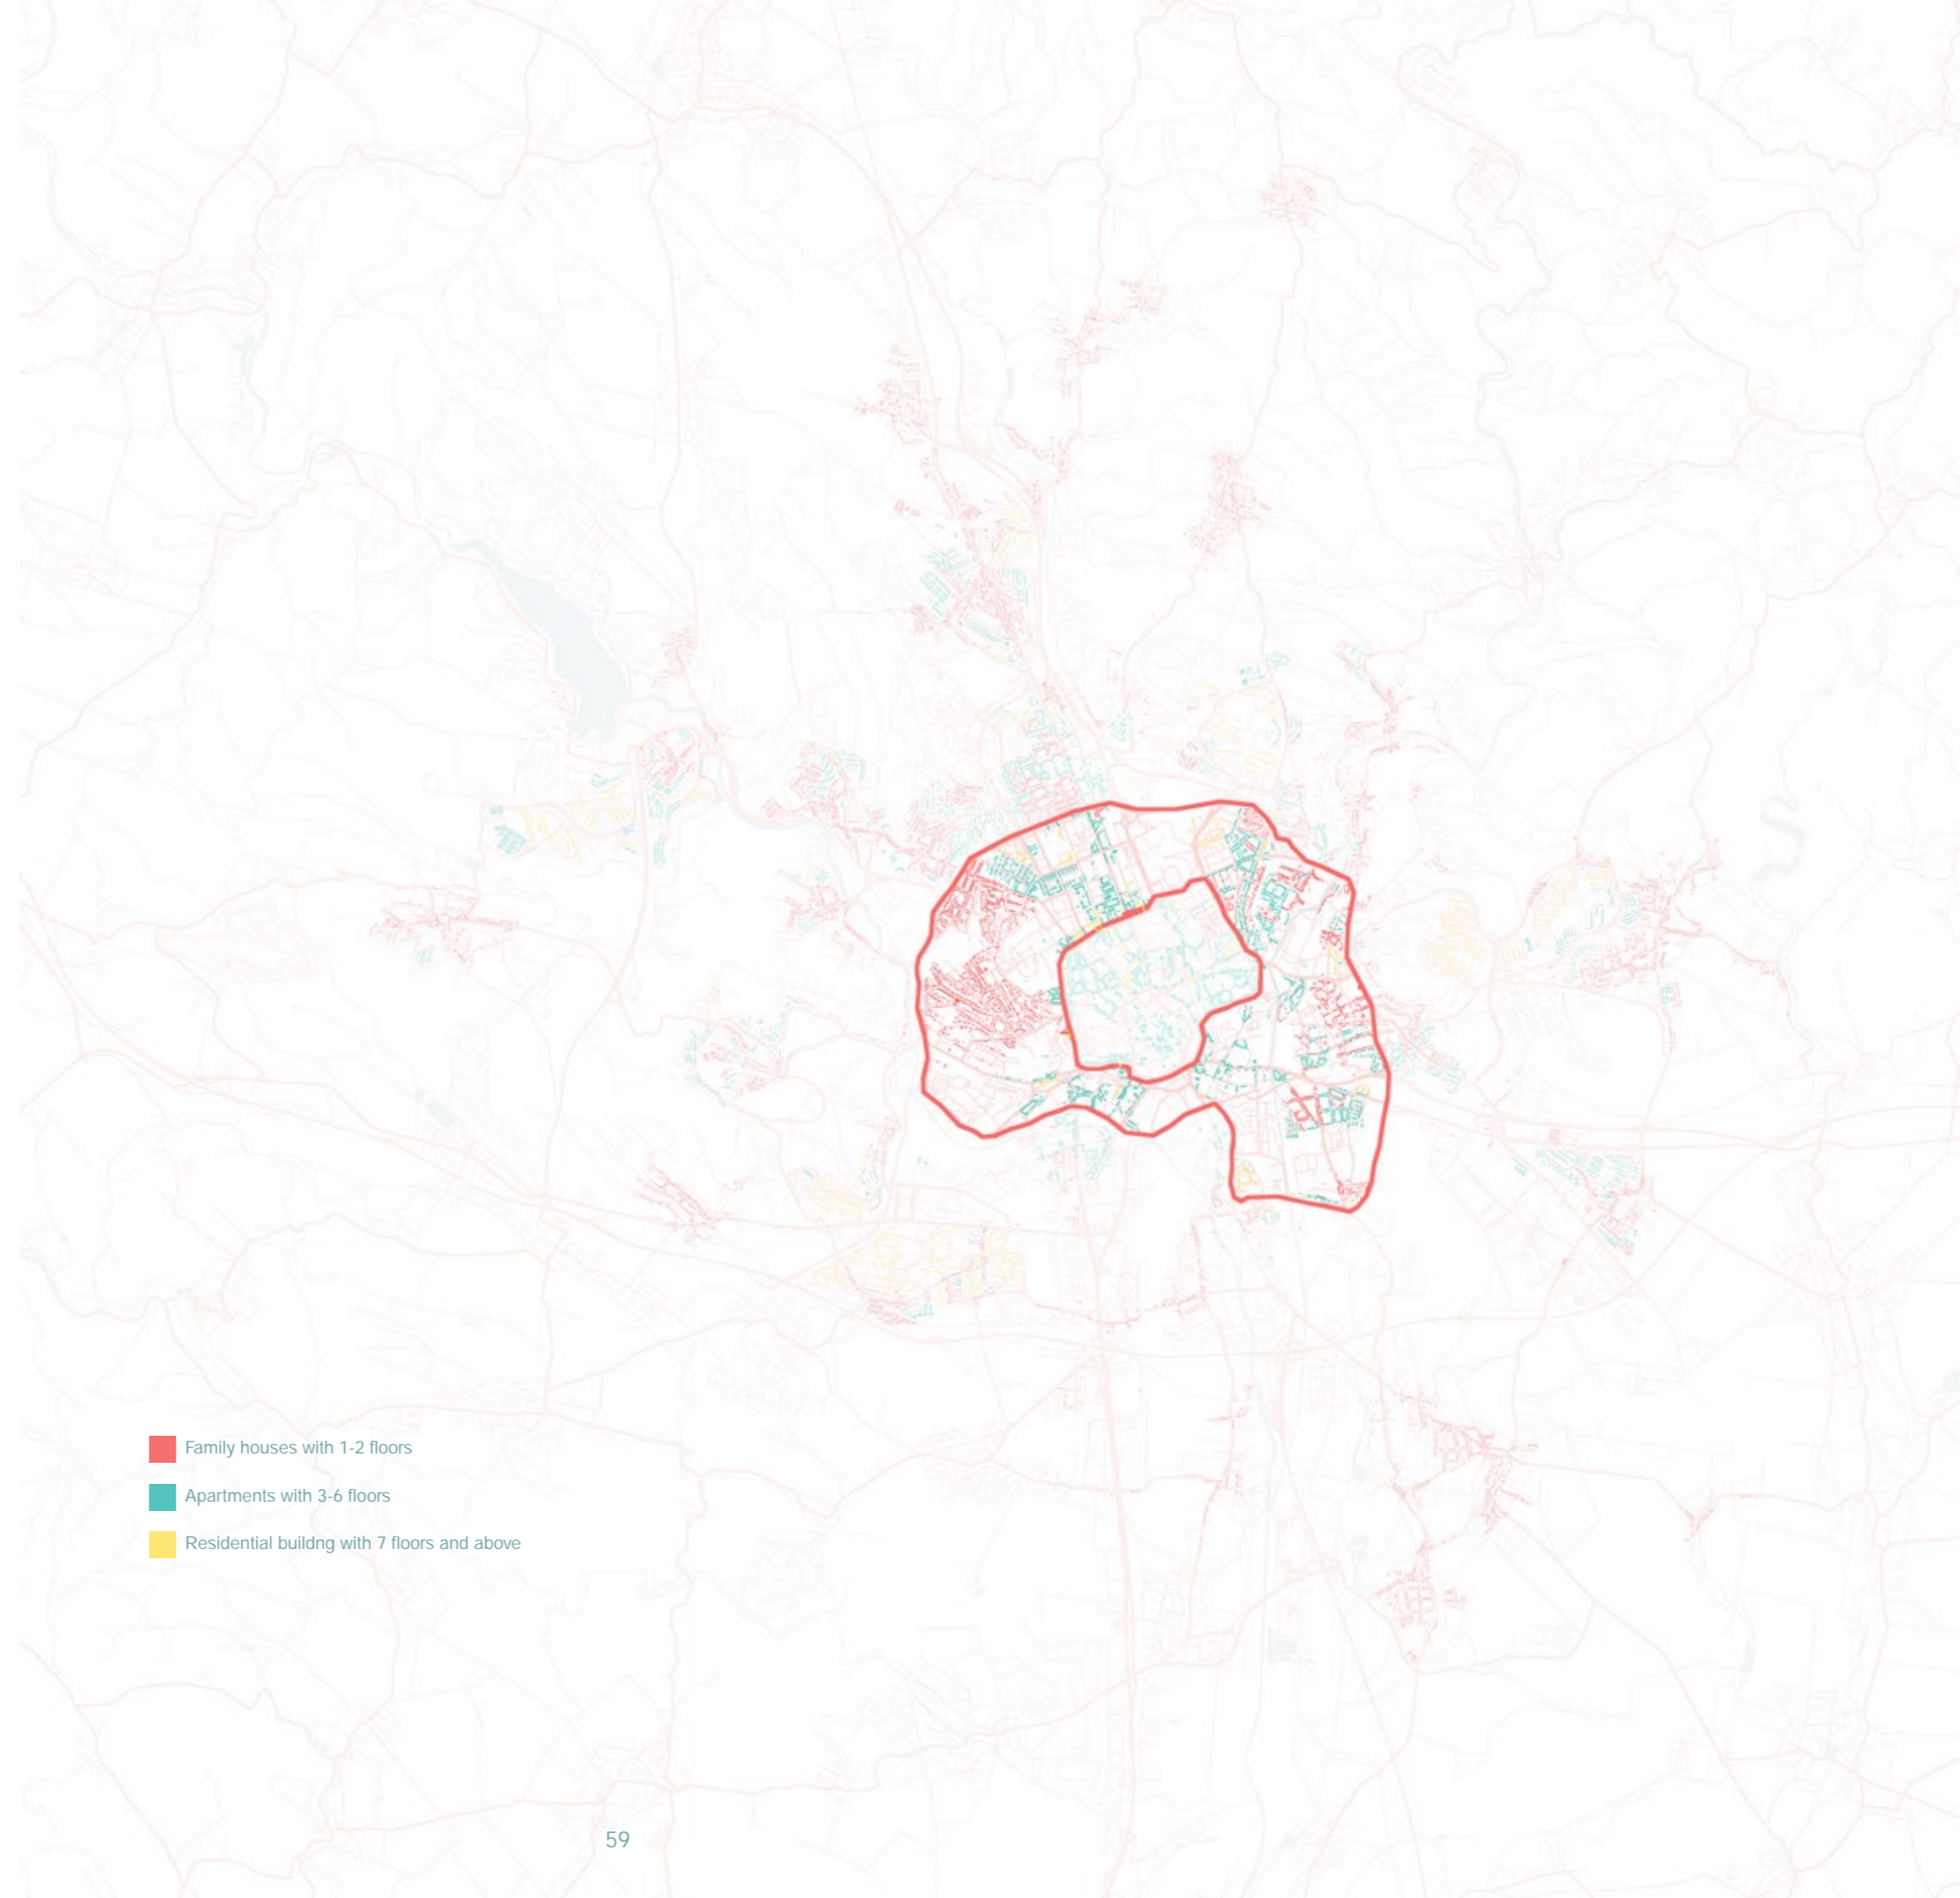 Family houses with 1-2 floors
Apartments with 3-6 floors
Residential buildng with 7 floors and above
59